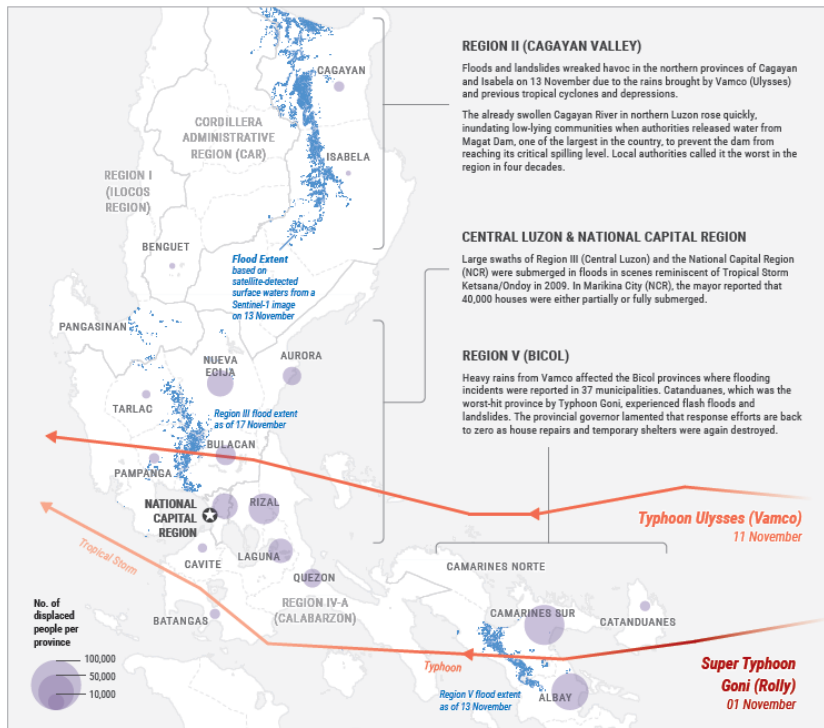 REGION II (CAGAYAN VALLEY)
Floods and landslides wreaked havoc in the northern provinces of Cagayan
and Isabela on 13 November due to the rains brought by Vamco (Ulysses)
and previous tropical cyclones and depressions.
The already swollen Cagayan River in northern Luzon rose quickly,
inundating low-lying communities when authorities released water from
Magat Dam, one of the largest in the country, to prevent the dam from
reaching its critical spilling level. Local authorities called it the worst in the
region in four decades.
CENTRAL LUZON & NATIONAL CAPITAL REGION
Large swaths of Region III (Central Luzon) and the National Capital Region
(NCR) were submerged in floods in scenes reminiscent of Tropical Storm
Ketsana/Ondoy in 2009. In Marikina City (NCR), the mayor reported that
40,000 houses were either partially or fully submerged.
REGION V (BICOL)
Heavy rains from Vamco affected the Bicol provinces where flooding
incidents were reported in 37 municipalities. Catanduanes, which was the
worst-hit province by Typhoon Goni, experienced flash floods and
landslides. The provincial governor lamented that response efforts are back
to zero as house repairs and temporary shelters were again destroyed.
CAGAYAN
CORDILLERA
ADMINISTRATIVE
REGION (CAR)
ISABELA
REGION I
(ILOCOS
REGION)
BENGUET
Flood Extent
based on
satellite-detected
surface waters from a
Sentinel-1 image
on 13 November
PANGASINAN
NUEVA
ECIJA
AURORA
TARLAC
Region III flood extent
as of 17 November
BULACAN
PAMPANGA
NATIONAL
CAPITAL
REGION
RIZAL
Typhoon Ulysses (Vamco)
11 November
Tropical Storm
CAVITE
LAGUNA
QUEZON
CAMARINES NORTE
REGION IV-A
(CALABARZON)
BATANGAS
CAMARINES SUR
CATANDUANES
No. of
displaced
people per
province
100,000
50,000
10,000
Typhoon
Region V flood extent
as of 13 November
ALBAY
Super Typhoon
Goni (Rolly)
01 November